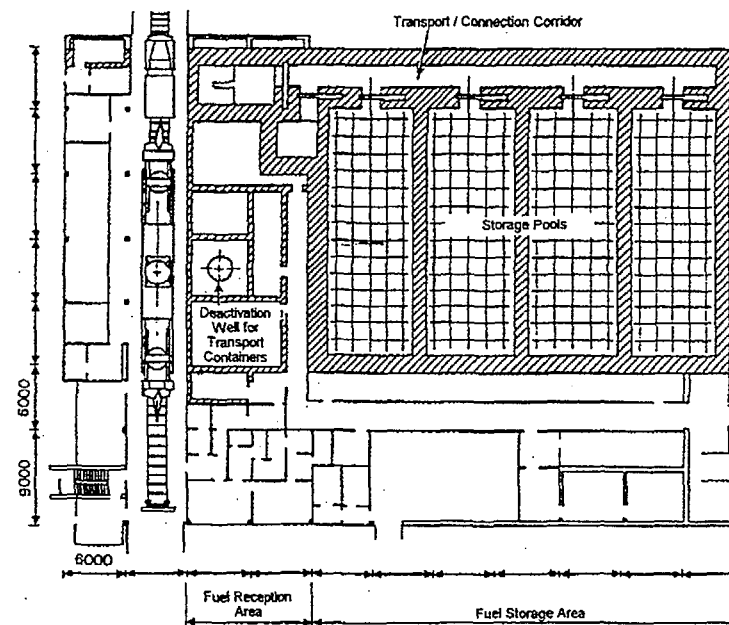 Transport / Connection Corridor
Storage Pools
Deactivation
Well for
Transport
Containers
6000
9000
6000
Fuel Reception
Area
Fuel Storage Area